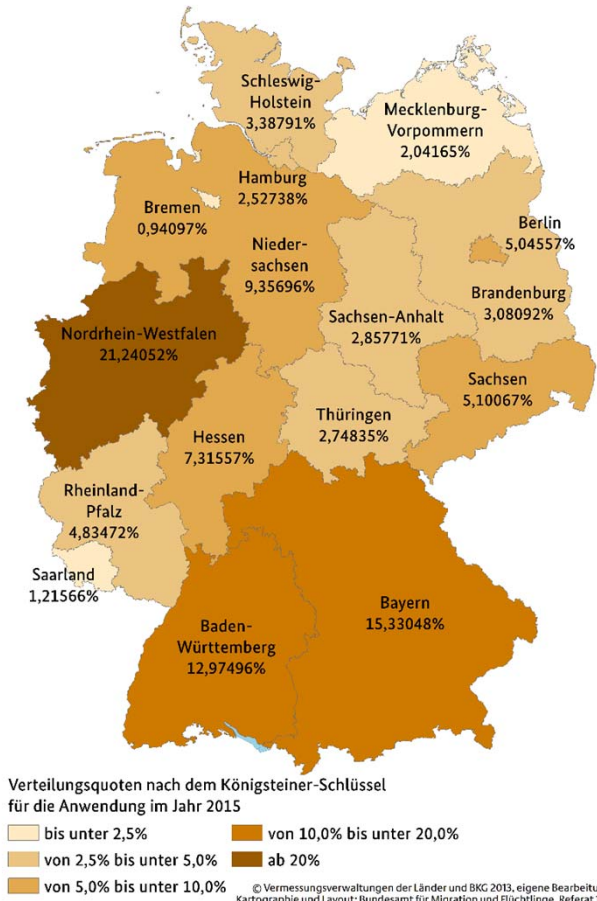 Schleswig-
Holstein
3,38791%
Mecklenburg-
Vorpommern
2,04165%
Hamburg
2,52738%
Bremen
0,94097%
Nieder-
sachsen
9,35696%
Berlin
5,04557%
Brandenburg
3,08092%
Sachsen-Anhalt
2,85771%
Nordrhein-Westfalen
21,24052%
Sachsen
5,10067%
Thüringen
2,74835%
Hessen
7,31557%
Rheinland-
Pfalz
4,83472%
Saarland
1,21566%
Bayern
15,33048%
Baden-
Württemberg
12,97496%
Verteilungsquoten nach dem Königsteiner-Schlüssel
für die Anwendung im Jahr 2015
bis unter 2,5%
von 2,5% bis unter 5,0%
von 5,0% bis unter 10,0%
von 10,0% bis unter 20,0%
ab 20%
© Vermessungsverwaltungen der Länder und BKG 2013, eigene Bearbeitu
Kartographie und Layout: Bundesamt für Migration und Flüchtlinge, Referat